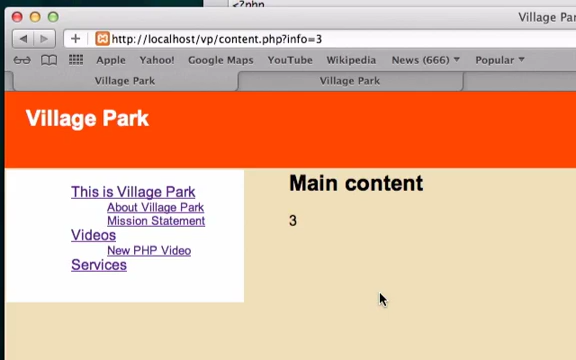 <?php
Village Par
http://localhost/vp/content.php?info=3
Apple Yahoo! Google Maps YouTube Wikipedia News (666) Popular
Village Park Village Park
Village Park
This is Village Park
About Village Park
Mission Statement
Videos
New PHP Video
Services
Main content
3